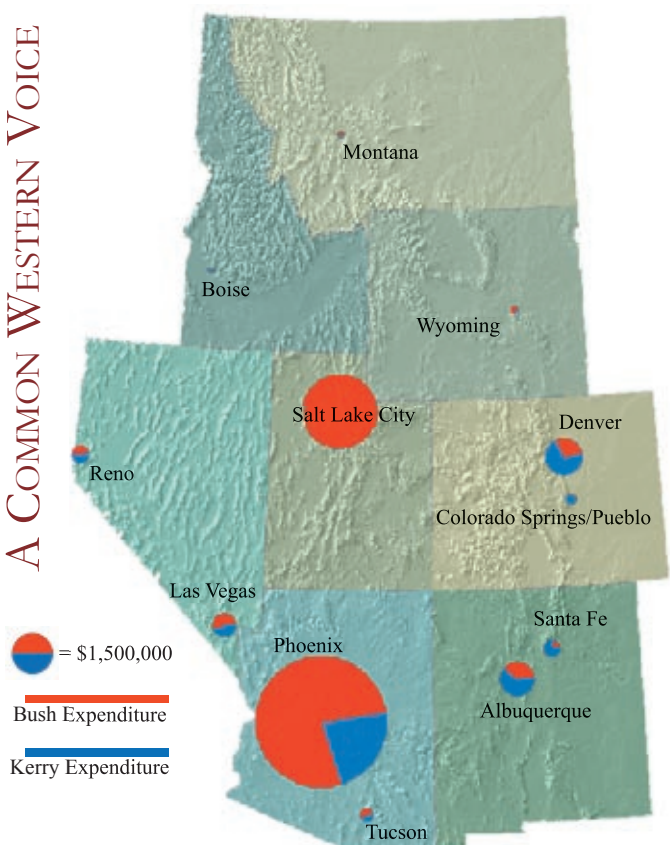 A COMMON WESTERN VOICE
Montana
Boise
Wyoming
Salt Lake City
Denver
Reno
Colorado Springs/Pueblo
Las Vegas
Santa Fe
Phoenix
= $1,500,000
Albuquerque
Bush Expenditure
Kerry Expenditure
Tucson